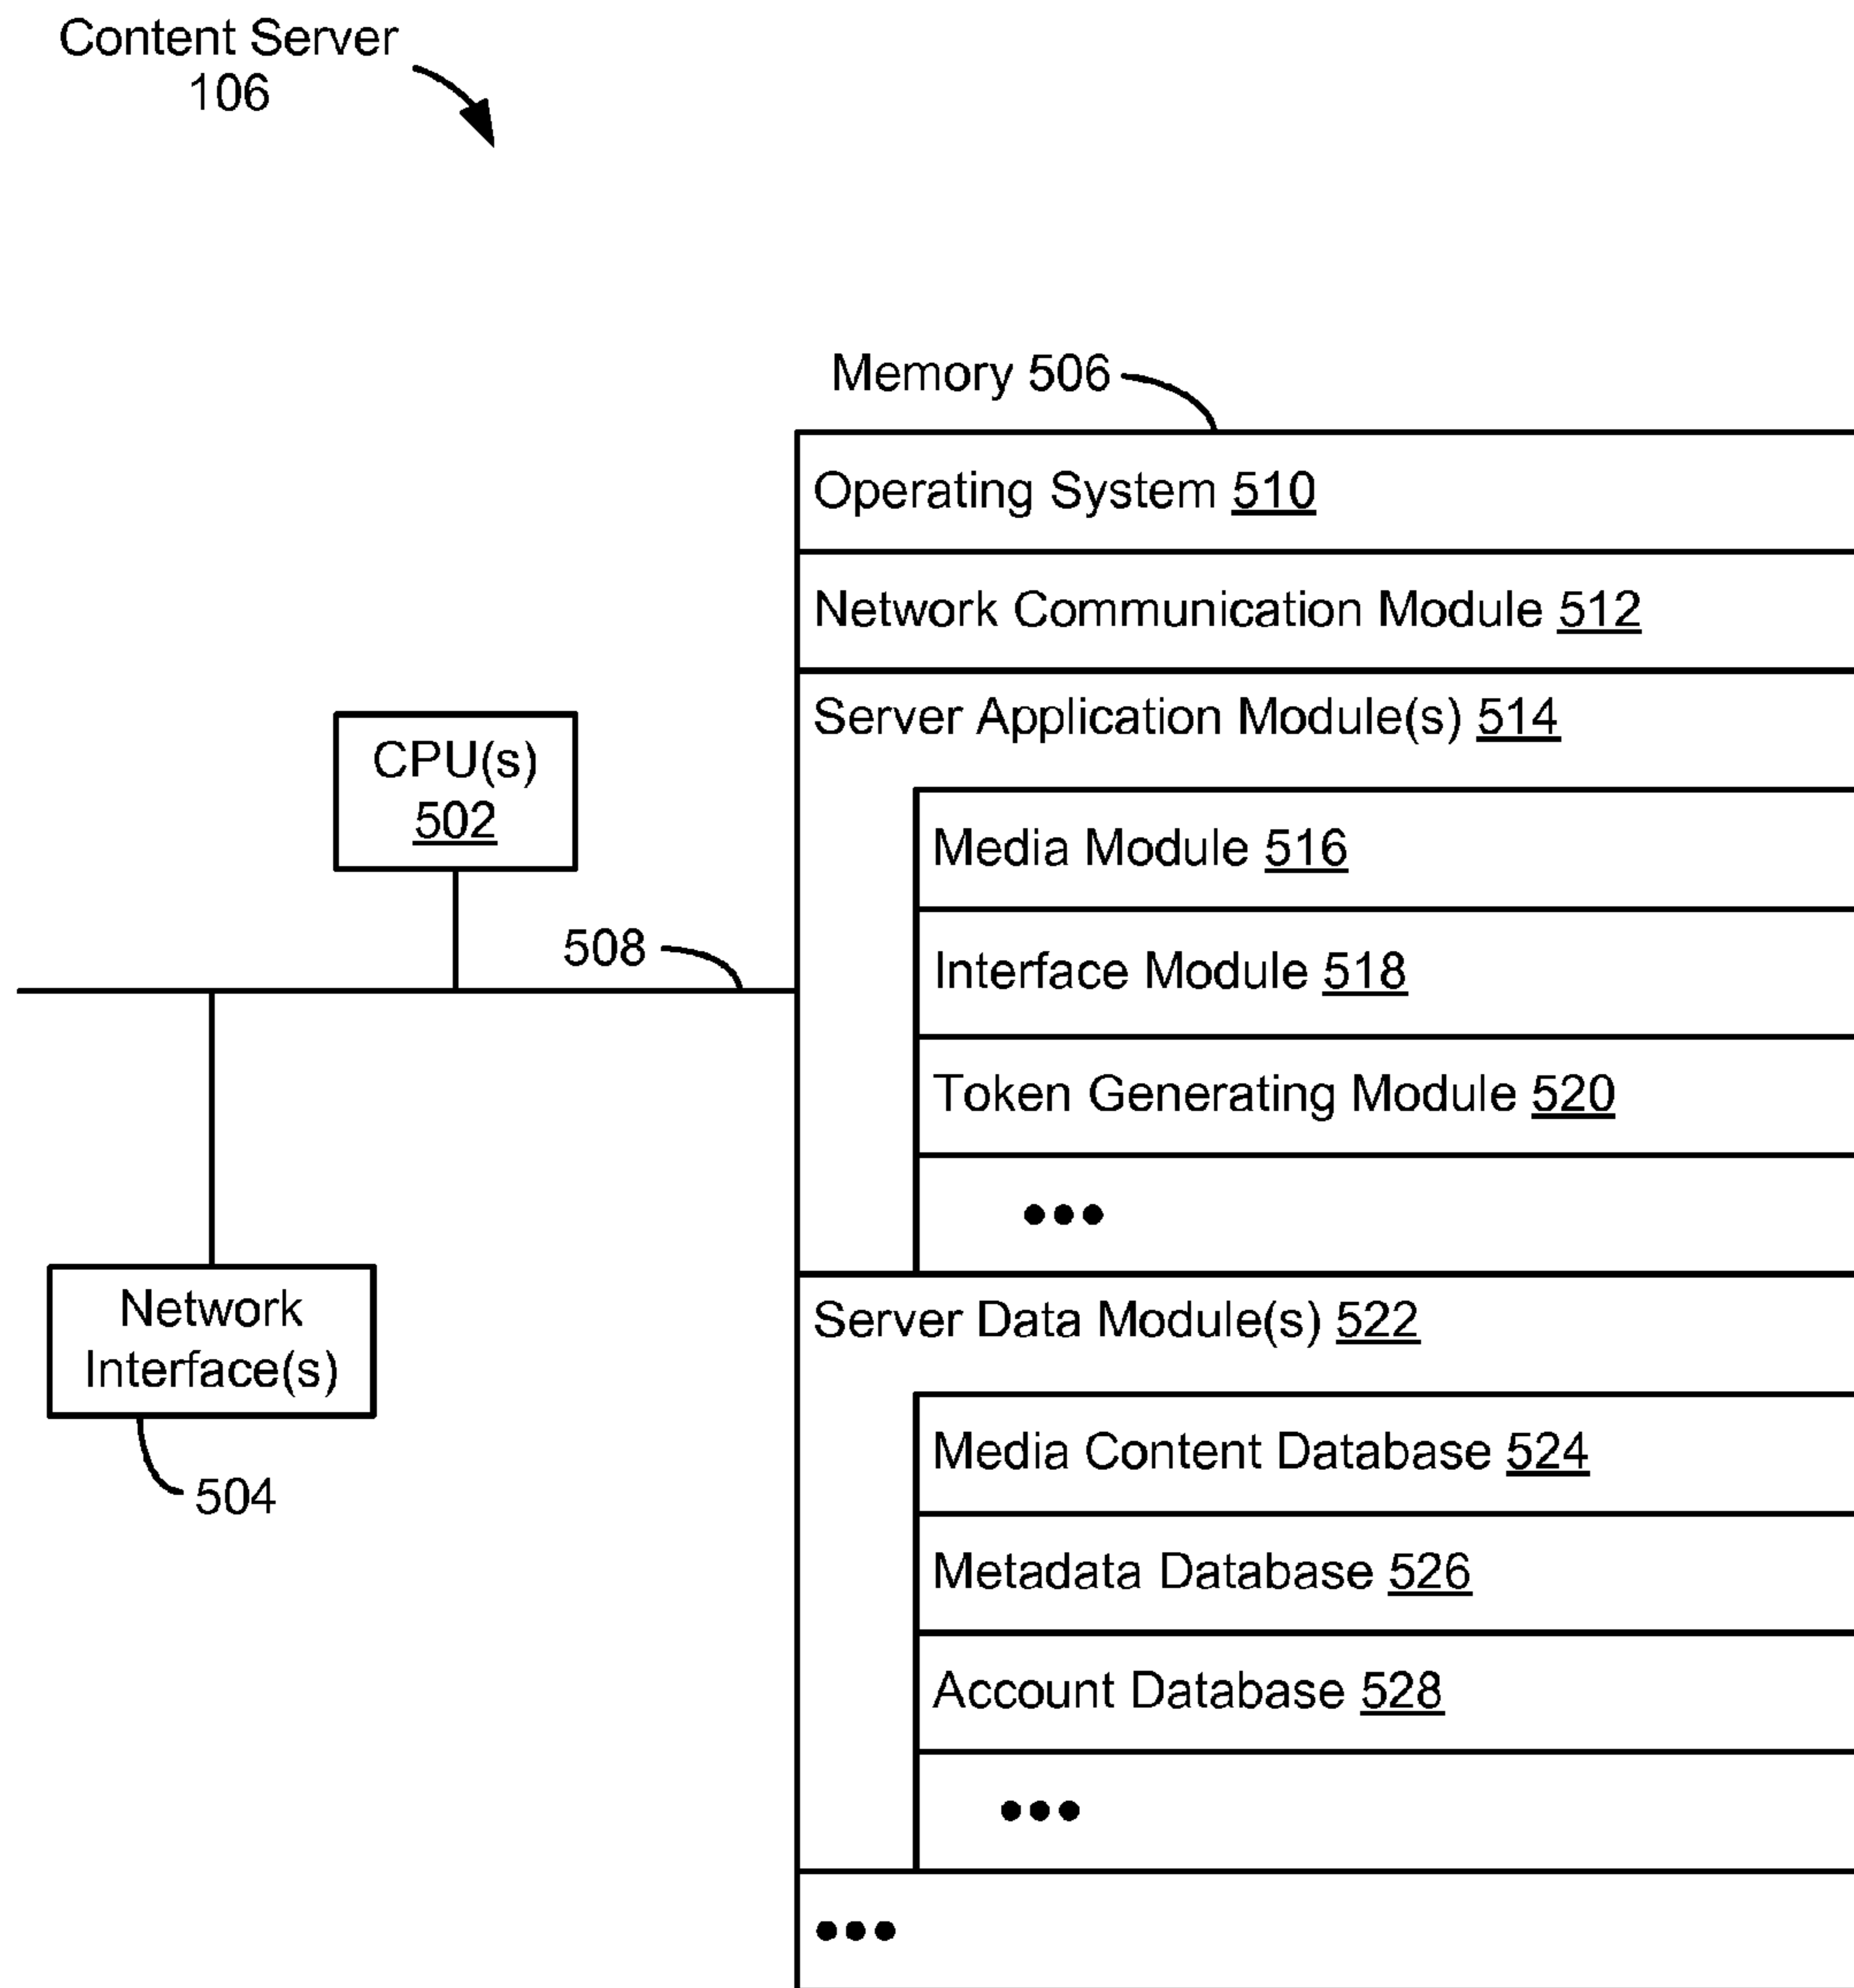 Content Server
106
Memory 506
Operating System 510
Network Communication Module 512
Server Application Module(s) 514
CPU(s)
502
Media Module 516
508
Interface Module 518
Token Generating Module 520
•••
Network
Interface(s)
504
Server Data Module(s) 522
Media Content Database 524
Metadata Database 526
Account Database 528
•••
•••